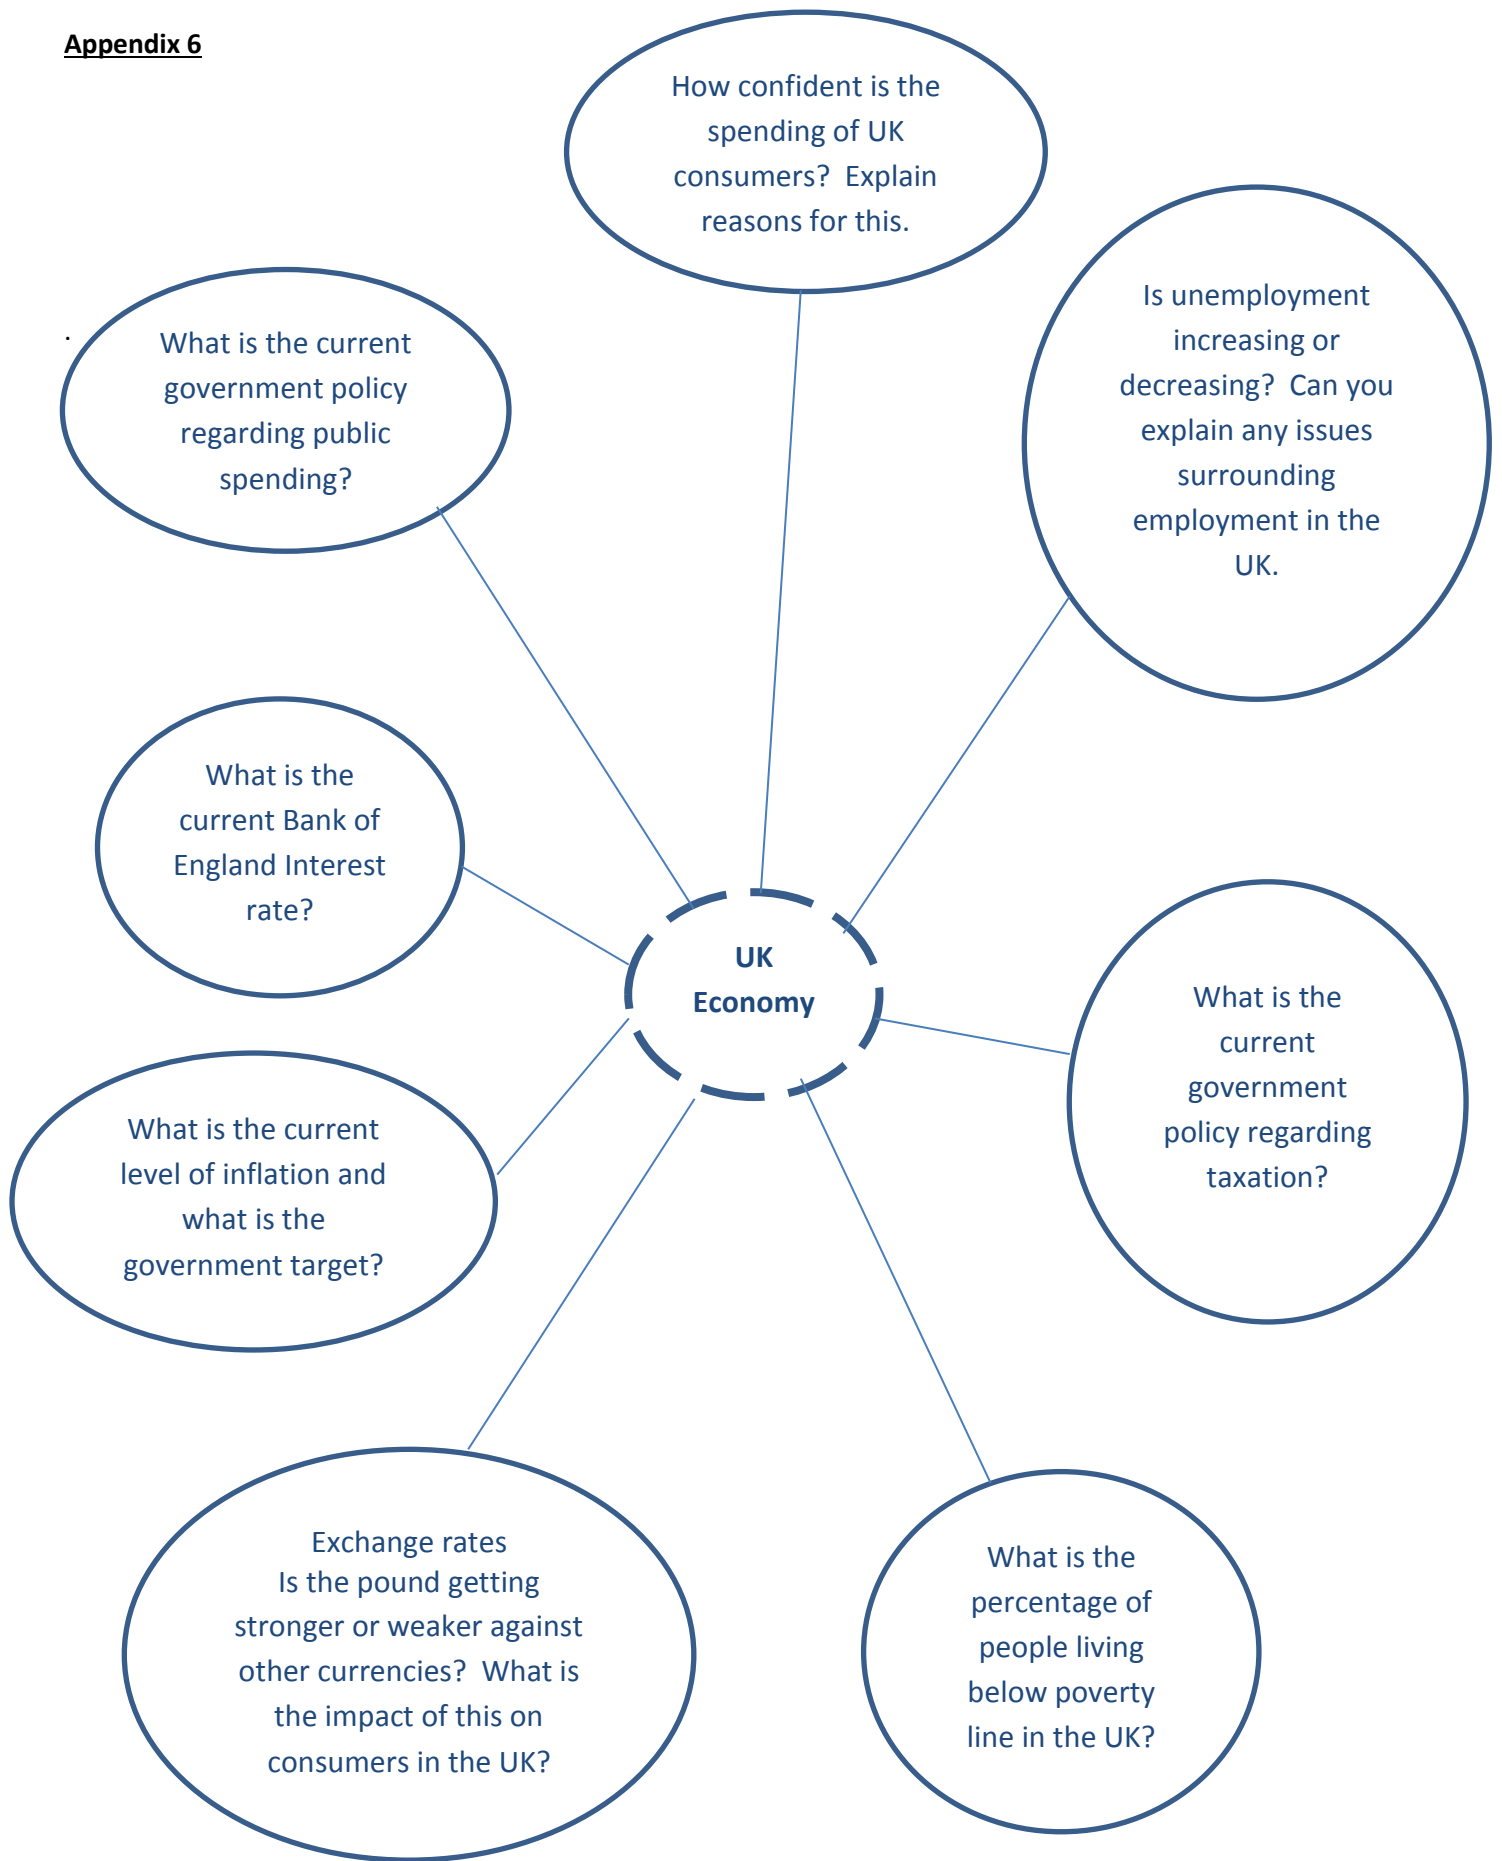 Appendix 6
How confident is the
spending of UK
consumers?  Explain
reasons for this.
Is unemployment
increasing or
decreasing?  Can you
explain any issues
surrounding
employment in the
UK.
.
What is the current
government policy
regarding public
spending?
What is the
current Bank of
England Interest
rate?
UK
Economy
What is the
current
government
policy regarding
taxation?
What is the current
level of inflation and
what is the
government target?
Exchange rates
Is the pound getting
stronger or weaker against
other currencies?  What is
the impact of this on
consumers in the UK?
What is the
percentage of
people living
below poverty
line in the UK?